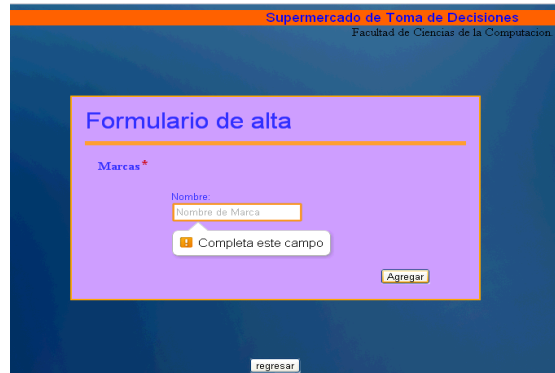 Supermercado de Toma de Decisiones
Facultad de Ciencias de la Computacion.
Formulario de alta
Marcas*
Nombre:
Nombre de Marca
Completa este campo
Agregar
regresar